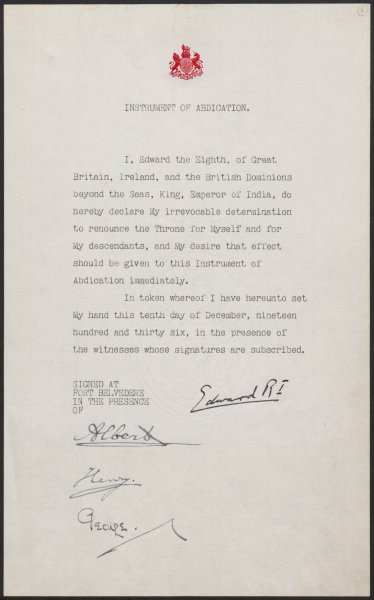 INSTRUMENT OF ABDICATION.
I, Edward the Eighth, of Great
Britain, Ireland, and the British Dominions
beyond the Seas, King, Emperor of India, do
hereby declare My irrevocable determination
to renounce the Throne for Myself and for
My descendants, and My desire that effect
should be given to this Instrument of
Abdication immediately.
In token whereof I have hereunto set
My hand this tenth day of December, nineteen
hundred and thirty six, in the presence of
the witnesses whose signatures are subscribed.
SIGNED AT
FORT BELVEDERE
IN THE PRESENCE
OF
Edward RI
Albert
Henry.
George.